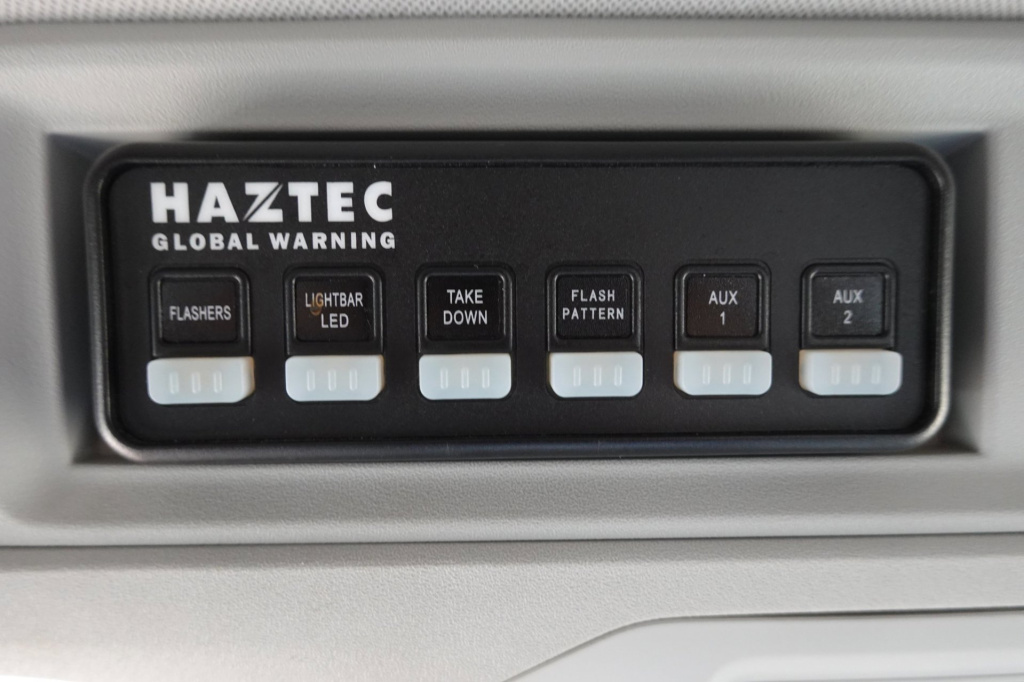 HAZTEC
GLOBAL WARNING
FLASHERS
LIGHTBAR
LED
TAKE
DOWN
FLASH
PATTERN
AUX
1
AUX
2